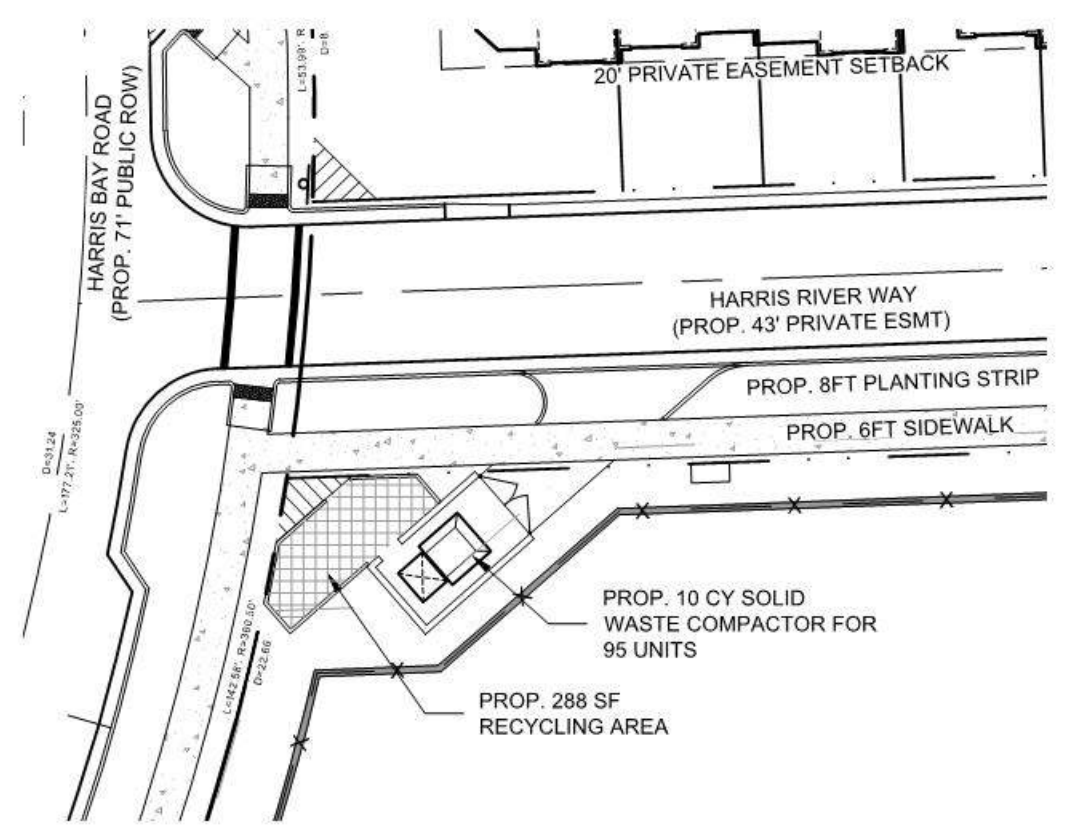 L=53.99'. R
D=8.
20' PRIVATE EASEMENT SETBACK
HARRIS BAY ROAD
(PROP. 71' PUBLIC ROW)
HARRIS RIVER WAY
(PROP. 43' PRIVATE ESMT)
PROP. 8FT PLANTING STRIP
PROP. 6FT SIDEWALK
D=31.24
L=177.21'. R=325.00'
PROP. 10 CY SOLID
WASTE COMPACTOR FOR
95 UNITS
L=142.58'. R=360.50'
D=22.66
PROP. 288 SF
RECYCLING AREA